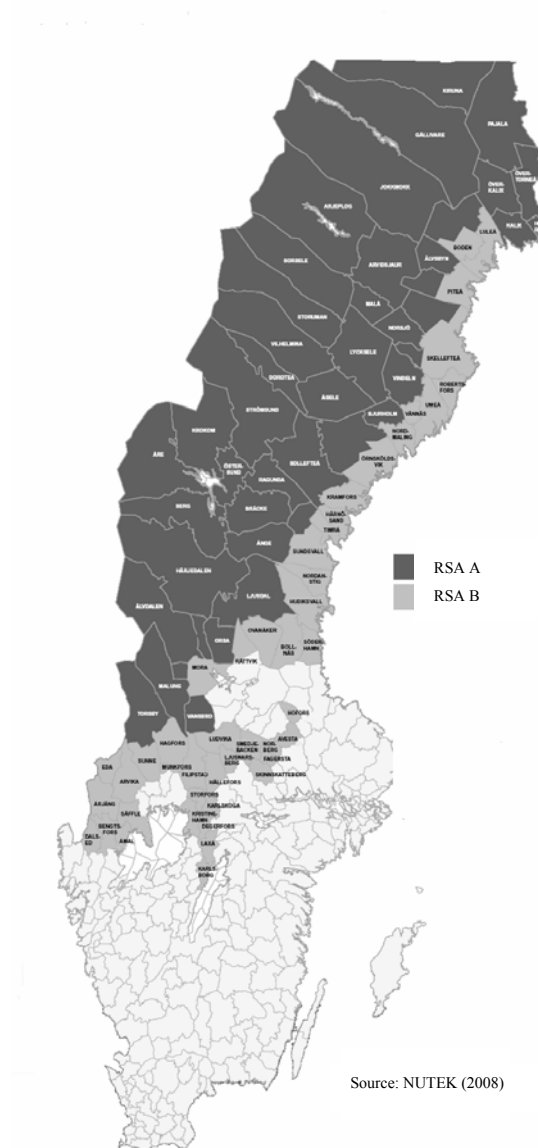 KIRUNA
PAJALA
GÄLLIVARE
ÖVER-
TORNEÅ
JOKKMOKK
ÖVER-
KALIX
ARJEPLOG
LULEÅ
KALIX
BODEN
SORSELE
ARVIDSJAUR
ÄLVSBYN
PITEÅ
MALÅ
STORUMAN
NORSJÖ
VILHELMINA
LYCKSELE
SKELLEFTEÅ
DOROTEA
VINDELN
ROBERTS-
FORS
ÅSELE
UMEÅ
STRÖMSUND
BJURHOLM
VÄNNÄS
KROKOM
NORD-
MALING
ÅRE
ÖSTER-
SUND
SOLLEFTEÅ
ÖRNSKÖLDS-
VIK
RAGUNDA
KRAMFORS
BERG
BRÄCKE
HÄRNÖ-
SAND
TIMRÅ
ÅNGE
SUNDSVALL
HÄRJEDALEN
NORDAN-
STIG
RSA A
LJUSDAL
RSA B
HUDIKSVALL
ÄLVDALEN
OVANÅKER
ORSA
BOLL-
NÄS
SÖDER-
HAMN
MORA
RÄTTVIK
MALUNG
TORSBY
VANSBRO
HOFORS
HAGFORS
LUDVIKA
SMEDJE-
BACKEN
NOR-
BERG
AVESTA
EDA
SUNNE
MUNKFORS
LJUSNARS-
BERG
FAGERSTA
FILIPSTAD
SKINNSKATTEBERG
ARVIKA
HÄLLEFORS
STORFORS
ÅRJÄNG
KARLSKOGA
SÄFFLE
KRISTINE-
HAMN
BENGTS-
FORS
DEGERFORS
DALS-
ED
ÅMÅL
LAXÅ
KARLS-
BORG
Source: NUTEK (2008)